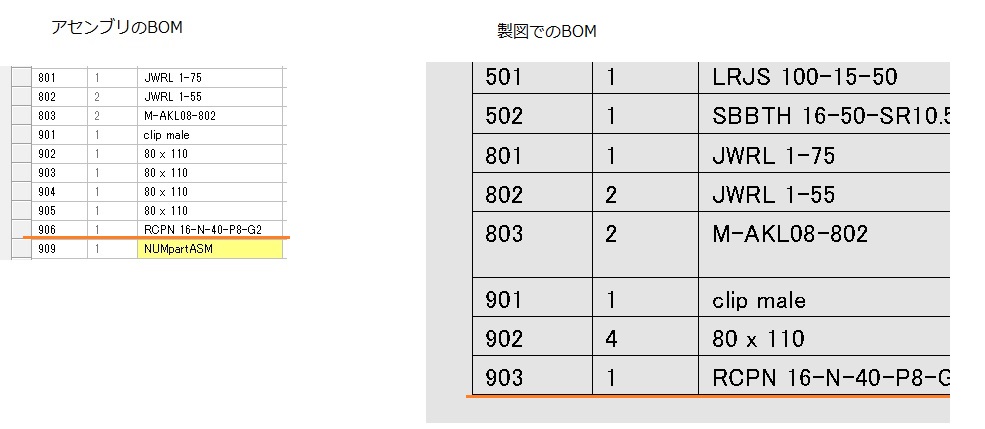 アセンブリのBOM
801 1 JWRL 1-75
802 2 JWRL 1-55
803 2 M-AKL08-802
901 1 clip male
902 1 80 x 110
903 1 80 x 110
904 1 80 x 110
905 1 80 x 110
906 1 RCPN 16-N-40-P8-G2
909 1 NUMpartASM
製図でのBOM
501 1 LRJS 100-15-50
502 1 SBBTH 16-50-SR10.5
801 1 JWRL 1-75
802 2 JWRL 1-55
803 2 M-AKL08-802
901 1 clip male
902 4 80 x 110
903 1 RCPN 16-N-40-P8-G